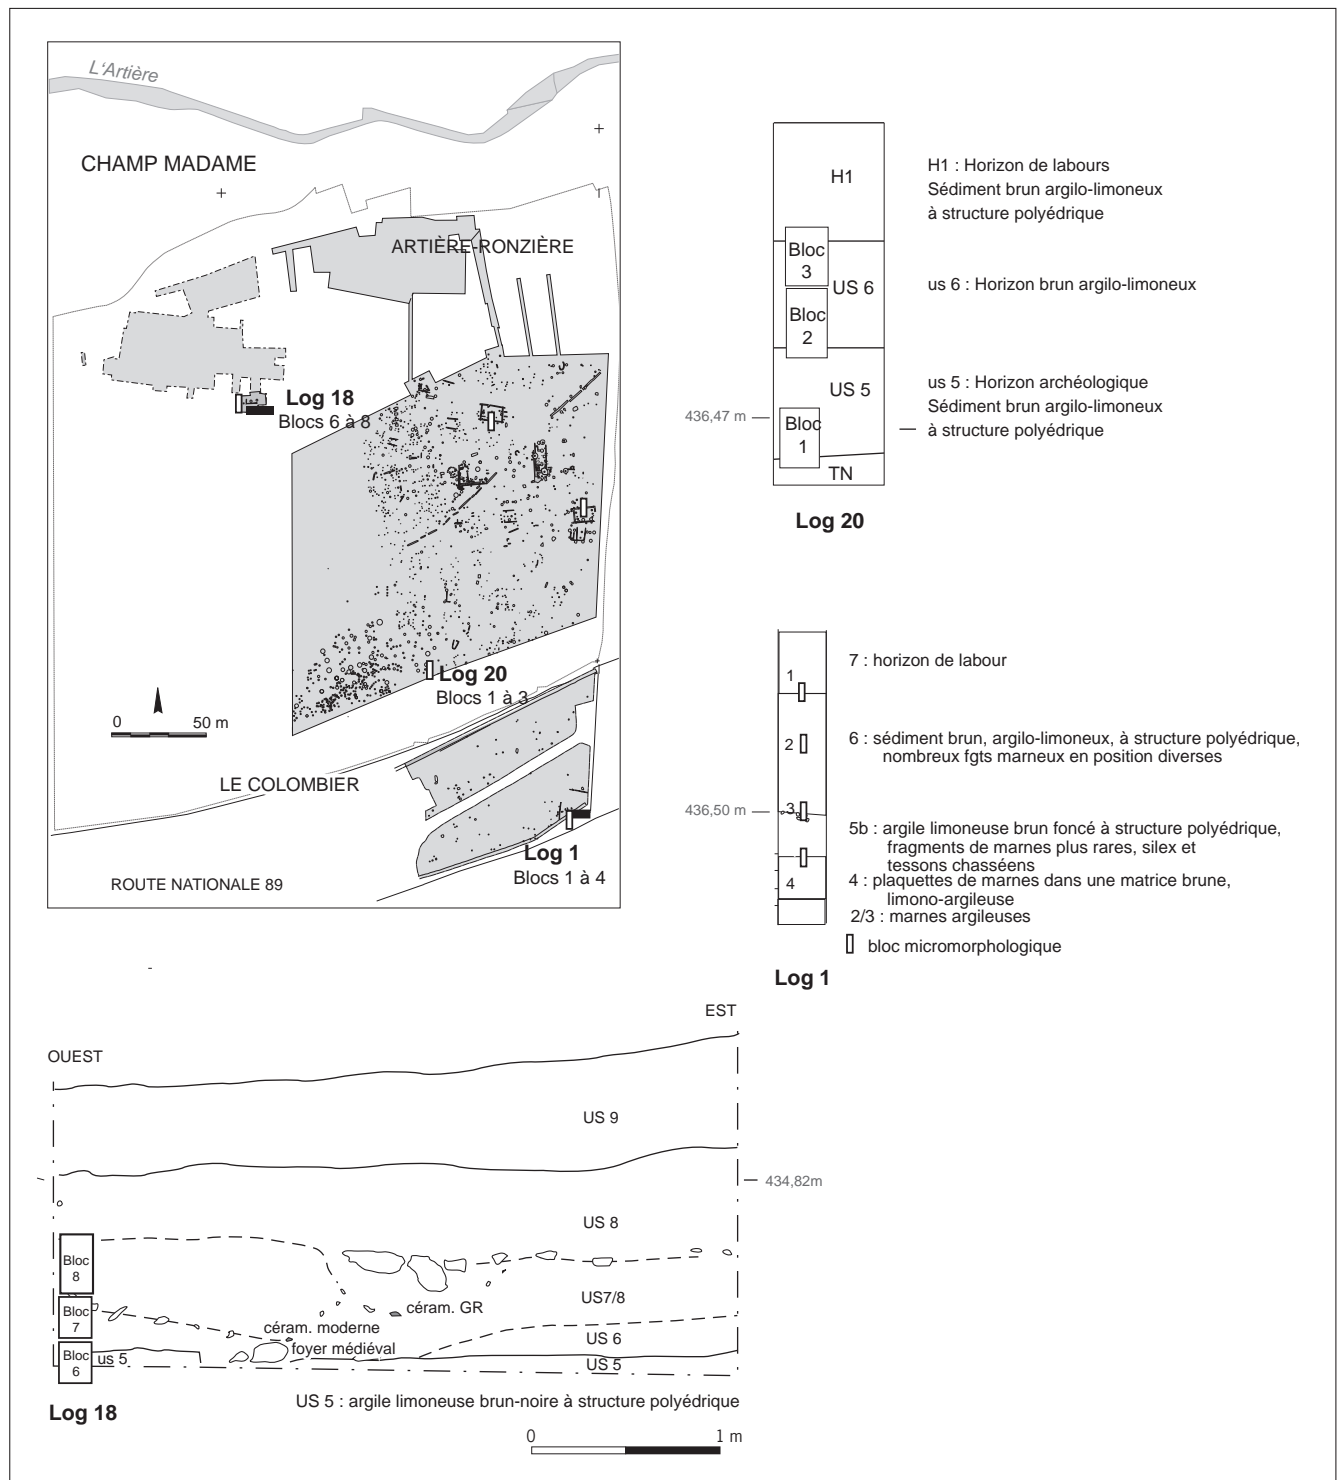 L'Artière
CHAMP MADAME
ARTIÈRE-RONZIÈRE
Log 18
Blocs 6 à 8
Log 20
Blocs 1 à 3
0 50 m
LE COLOMBIER
Log 1
Blocs 1 à 4
ROUTE NATIONALE 89
H1
Bloc
3
US 6
Bloc
2
US 5
436,47 m
Bloc
1
TN
Log 20
H1 : Horizon de labours
Sédiment brun argilo-limoneux
à structure polyédrique
us 6 : Horizon brun argilo-limoneux
us 5 : Horizon archéologique
Sédiment brun argilo-limoneux
à structure polyédrique
1
2
3
4
436,50 m
7 : horizon de labour
6 : sédiment brun, argilo-limoneux, à structure polyédrique,
nombreux fgts marneux en position diverses
5b : argile limoneuse brun foncé à structure polyédrique,
fragments de marnes plus rares, silex et
tessons chasséens
4 : plaquettes de marnes dans une matrice brune,
limono-argileuse
2/3 : marnes argileuses
bloc micromorphologique
Log 1
OUEST
EST
US 9
434,82m
US 8
Bloc
8
US7/8
céram. GR
Bloc
7
céram. moderne
foyer médiéval
US 6
Bloc
6
us 5
US 5
US 5 : argile limoneuse brun-noire à structure polyédrique
Log 18
0 1 m